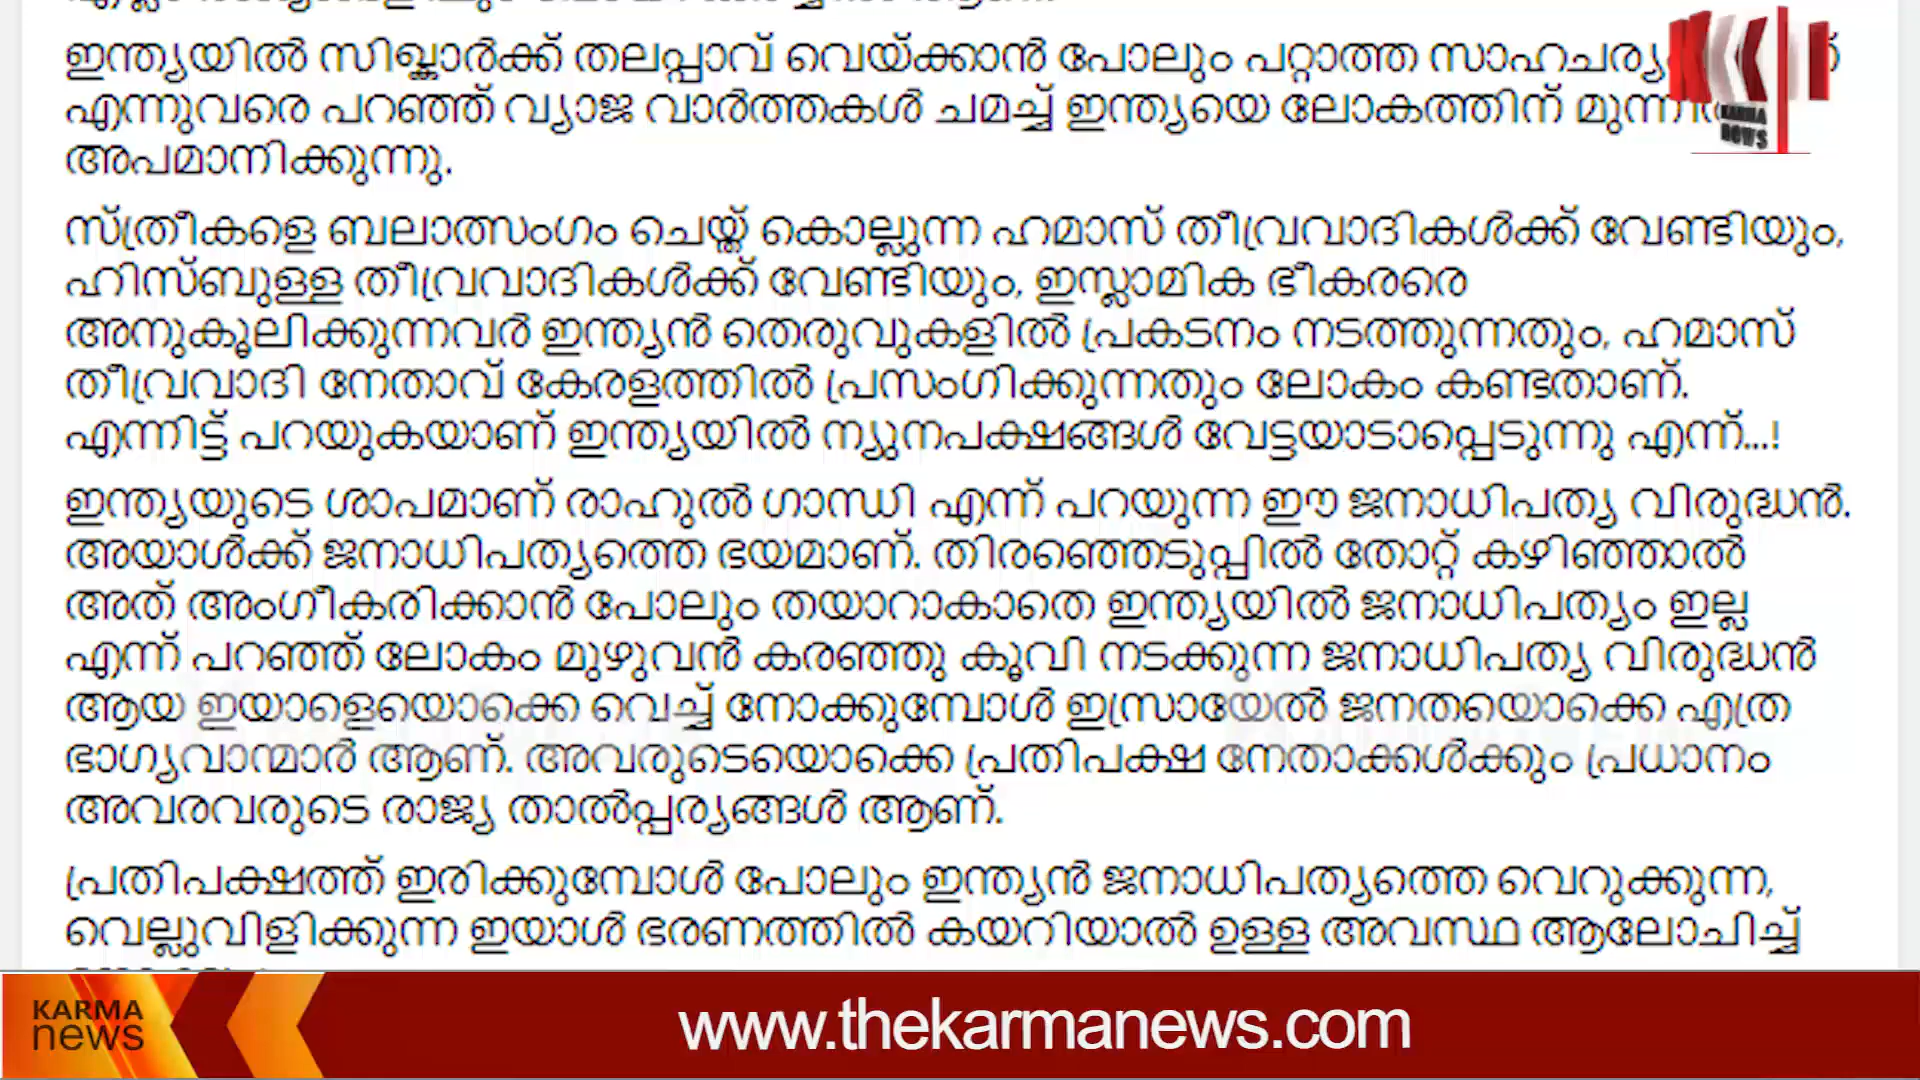 ഇന്ത്യയിൽ സിഖുകാർക്ക് തലപ്പാവ് വെയ്ക്കാൻ പോലും പറ്റാത്ത
എന്നുവരെ പറഞ്ഞ് വ്യാജ വാർത്തകൾ ചമച്ച് ഇന്ത്യയെ ലോകത്തിന്
അപമാനിക്കുന്നു.
സ്ത്രീകളെ ബലാത്സംഗം ചെയ്ത് കൊല്ലുന്ന ഹമാസ് തീവ്രവാദികൾക്ക് വേണ്ടിയും,
ഹിസ്ബുള്ള തീവ്രവാദികൾക്ക് വേണ്ടിയും, ഇസ്ലാമിക ഭീകരരെ
അനുകൂലിക്കുന്നവർ ഇന്ത്യൻ തെരുവുകളിൽ പ്രകടനം നടത്തുന്നതും, ഹമാസ്
തീവ്രവാദി നേതാവ് കേരളത്തിൽ പ്രസംഗിക്കുന്നതും ലോകം കണ്ടതാണ്.
എന്നിട്ട് പറയുകയാണ് ഇന്ത്യയിൽ ന്യുനപക്ഷങ്ങൾ വേട്ടയാടാപ്പെടുന്നു എന്ന്...!
ഇന്ത്യയുടെ ശാപമാണ് രാഹുൽ ഗാന്ധി എന്ന് പറയുന്ന ഈ ജനാധിപത്യ വിരുദ്ധൻ.
അയാൾക്ക് ജനാധിപത്യത്തെ ഭയമാണ്. തിരഞ്ഞെടുപ്പിൽ തോറ്റ് കഴിഞ്ഞാൽ
അത് അംഗീകരിക്കാൻ പോലും തയാറാകാതെ ഇന്ത്യയിൽ ജനാധിപത്യം ഇല്ല
എന്ന് പറഞ്ഞ് ലോകം മുഴുവൻ കരഞ്ഞു കൂവി നടക്കുന്ന ജനാധിപത്യ വിരുദ്ധൻ
ആയ ഇയാളെയൊക്കെ വെച്ച് നോക്കുമ്പോൾ ഇസ്രായേൽ ജനതയൊക്കെ എത്ര
ഭാഗ്യവാന്മാർ ആണ്. അവരുടെയൊക്കെ പ്രതിപക്ഷ നേതാക്കൾക്കും പ്രധാനം
അവരവരുടെ രാജ്യ താൽപ്പര്യങ്ങൾ ആണ്.
പ്രതിപക്ഷത്ത് ഇരിക്കുമ്പോൾ പോലും ഇന്ത്യൻ ജനാധിപത്യത്തെ വെറുക്കുന്ന,
വെല്ലുവിളിക്കുന്ന ഇയാൾ ഭരണത്തിൽ കയറിയാൽ ഉള്ള അവസ്ഥ ആലോചിച്ച്
KARMA
news
KARMA
news
www.thekarmanews.com